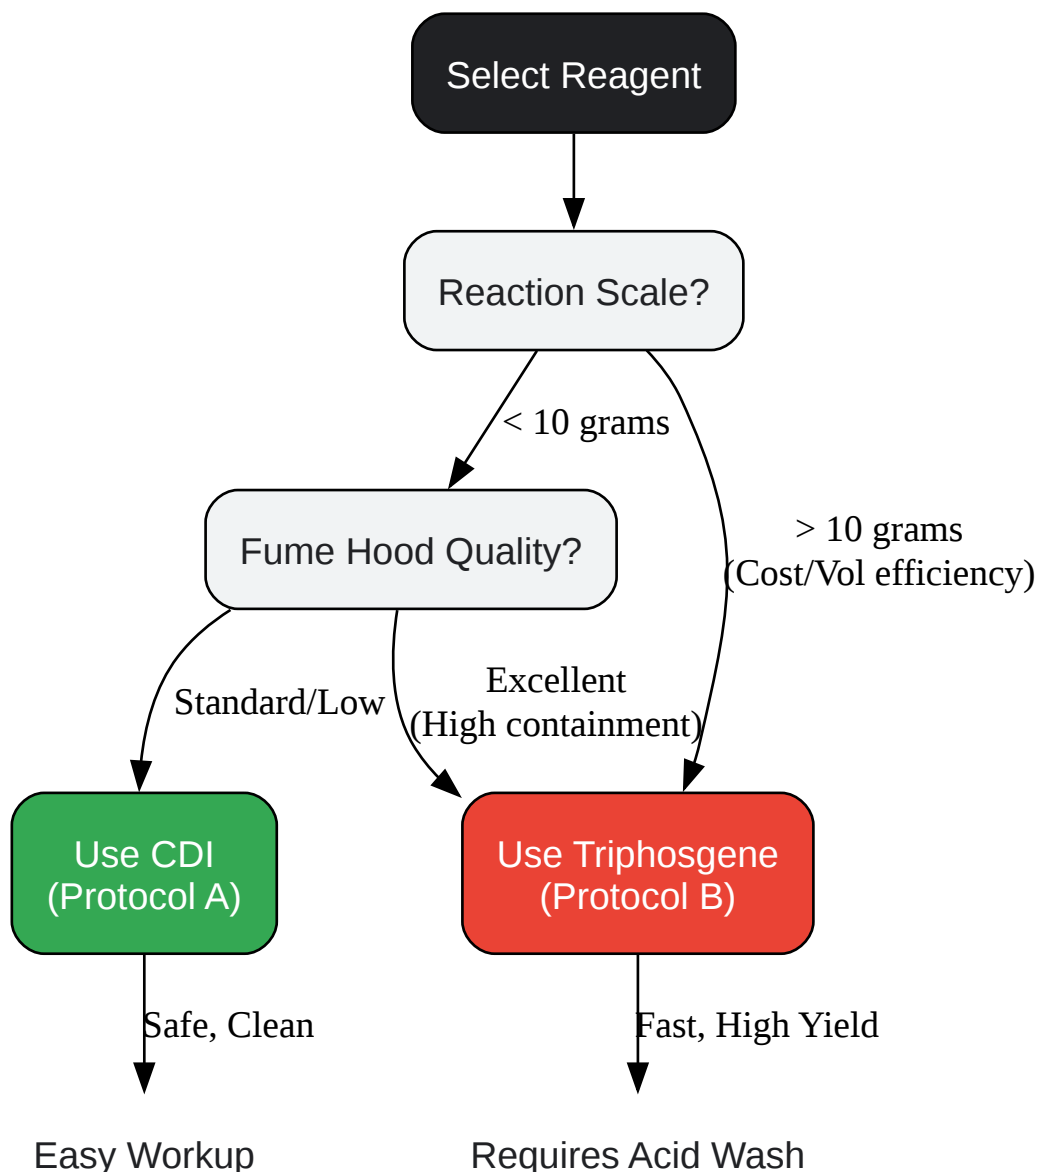 Select Reagent
Reaction Scale?
< 10 grams
> 10 grams
(Cost/Vol efficiency)
Fume Hood Quality?
Standard/Low
Excellent
(High containment)
Use CDI
(Protocol A)
Use Triphosgene
(Protocol B)
Safe, Clean
Fast, High Yield
Easy Workup
Requires Acid Wash